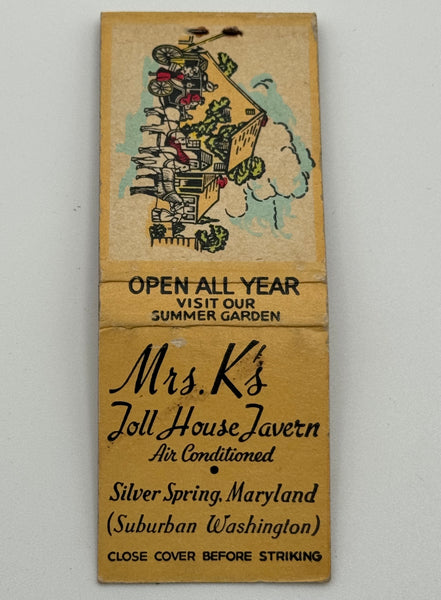 OPEN ALL YEAR
VISIT OUR
SUMMER GARDEN
Mrs. K's
Toll House Tavern
Air Conditioned
•
Silver Spring, Maryland
(Suburban Washington)
CLOSE COVER BEFORE STRIKING